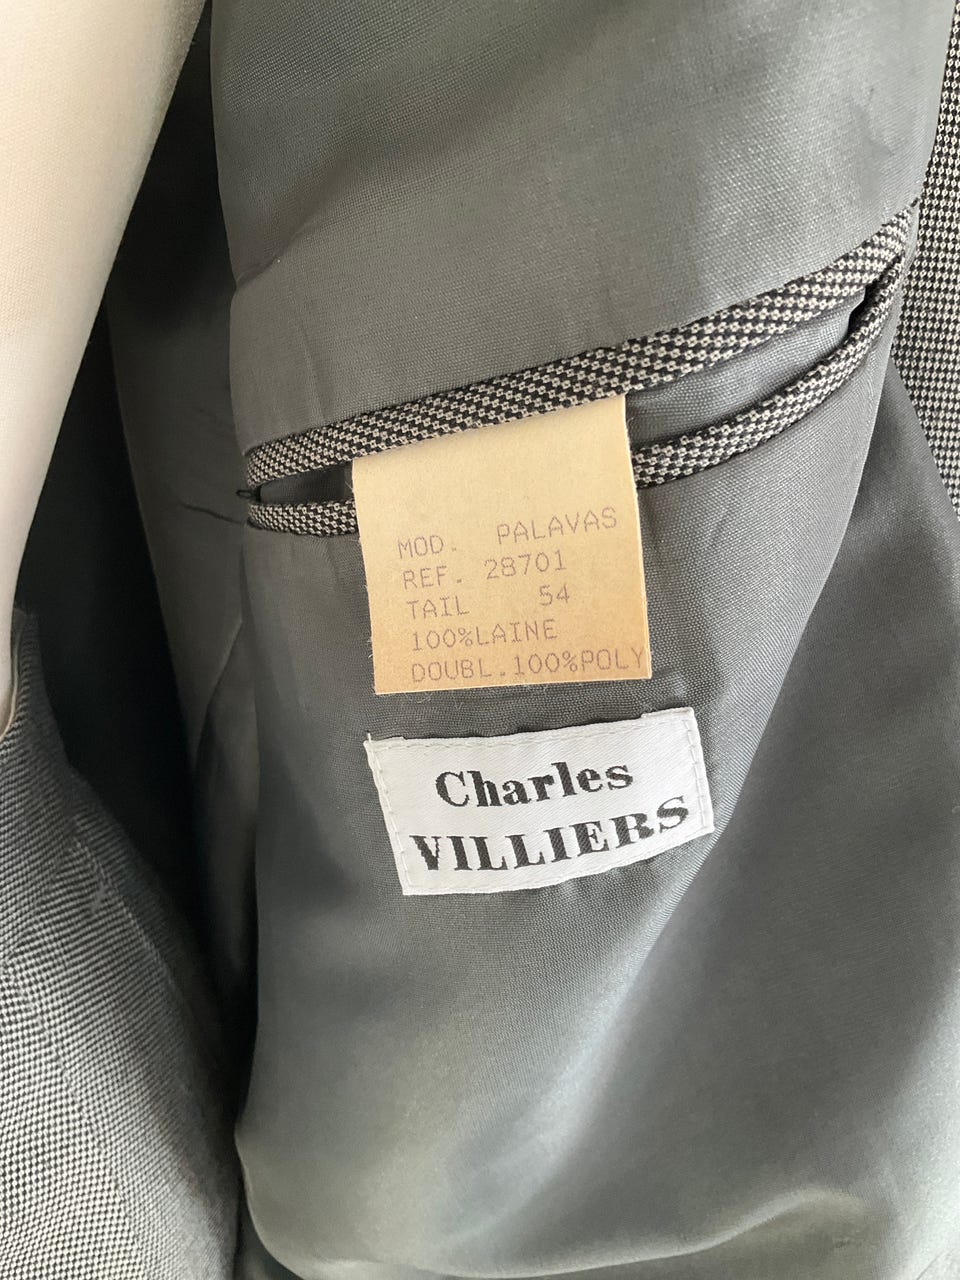 MOD. PALAVAS
REF. 28701
TAIL 54
100%LAINE
DOUBL.100%POLY
Charles
VILLIERS